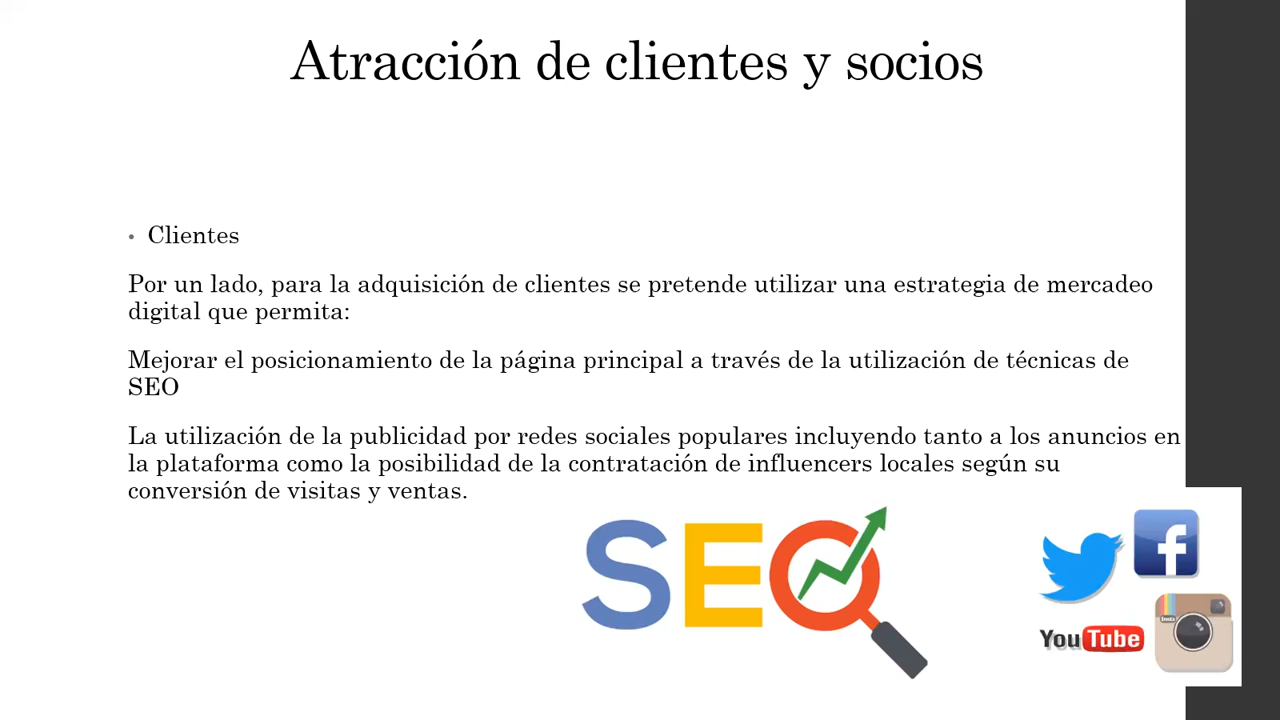 Atracción de clientes y socios
• Clientes
Por un lado, para la adquisición de clientes se pretende utilizar una estrategia de mercadeo
digital que permita:
Mejorar el posicionamiento de la página principal a través de la utilización de técnicas de
SEO
La utilización de la publicidad por redes sociales populares incluyendo tanto a los anuncios en
la plataforma como la posibilidad de la contratación de influencers locales según su
conversión de visitas y ventas.
SEO
f
Insta
YouTube